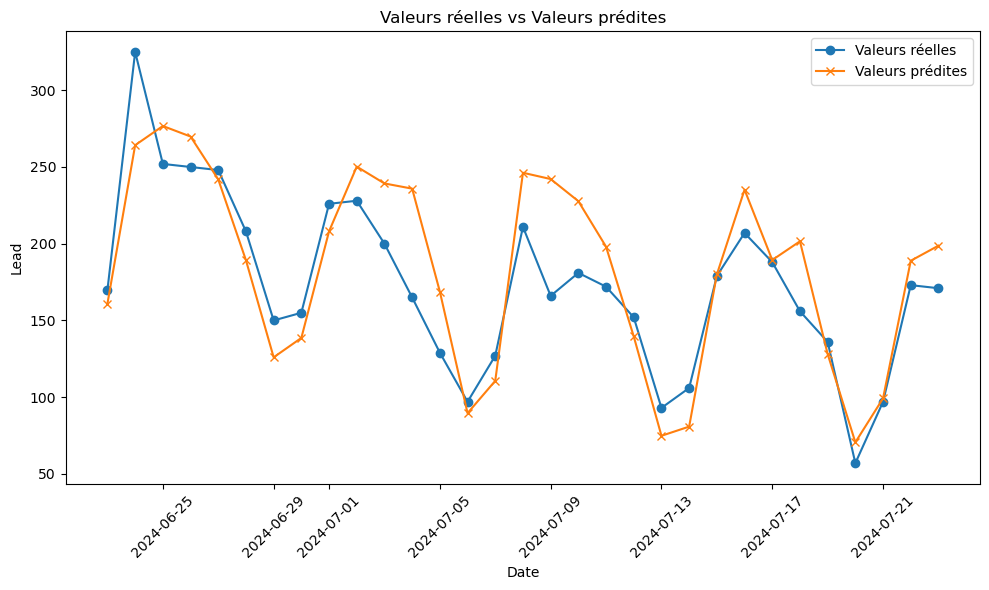 Valeurs réelles vs Valeurs prédites
Valeurs réelles
Valeurs prédites
Lead
300
250
200
150
100
50
2024-06-25
2024-06-29
2024-07-01
2024-07-05
2024-07-09
2024-07-13
2024-07-17
2024-07-21
Date